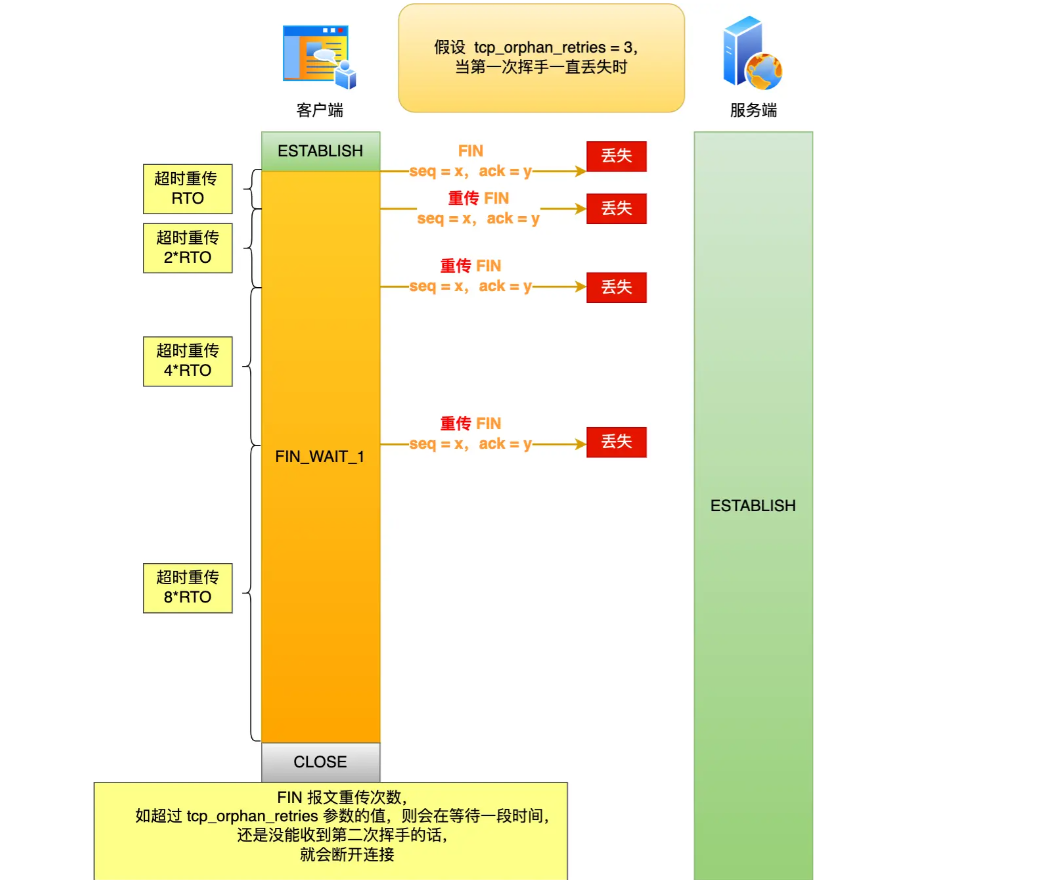 假设 tcp_orphan_retries = 3，
当第一次挥手一直丢失时
客户端
服务端
ESTABLISH
FIN
seq = x， ack = y
丢失
超时重传
RTO
重传 FIN
seq = x， ack = y
丢失
超时重传
2*RTO
重传 FIN
seq = x， ack = y
丢失
超时重传
4*RTO
重传 FIN
seq = x， ack = y
丢失
FIN_WAIT_1
ESTABLISH
超时重传
8*RTO
CLOSE
FIN 报文重传次数，
如超过 tcp_orphan_retries 参数的值，则会在等待一段时间，
还是没能收到第二次挥手的话，
就会断开连接